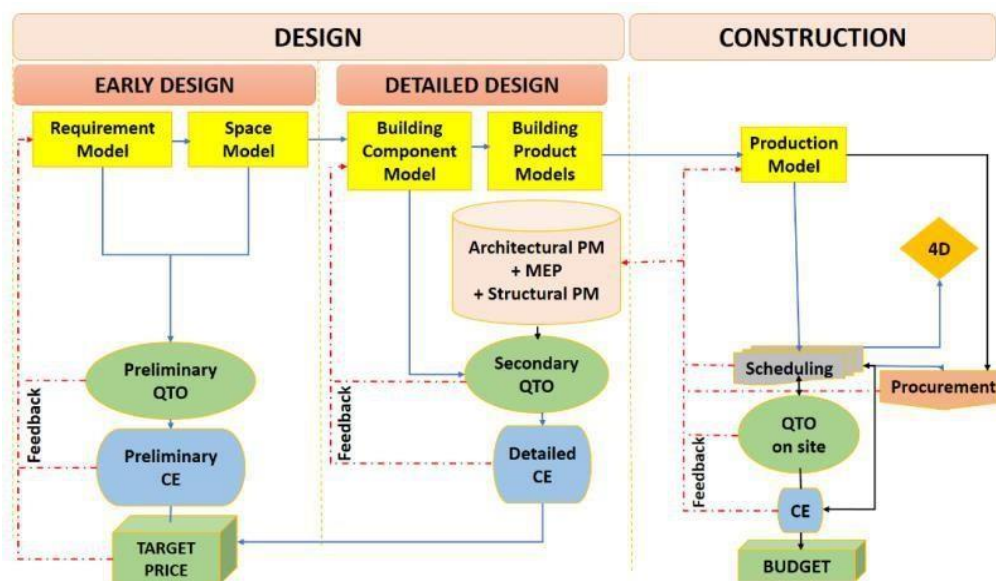 DESIGN
CONSTRUCTION
EARLY DESIGN
DETAILED DESIGN
Requirement
Model
Space
Model
Building
Component
Model
Building
Product
Models
Production
Model
Architectural PM
+ MEP
+ Structural PM
4D
Preliminary
QTO
Secondary
QTO
Scheduling
Procurement
Feedback
Feedback
Feedback
QTO
on site
Preliminary
CE
Detailed
CE
CE
TARGET
PRICE
BUDGET